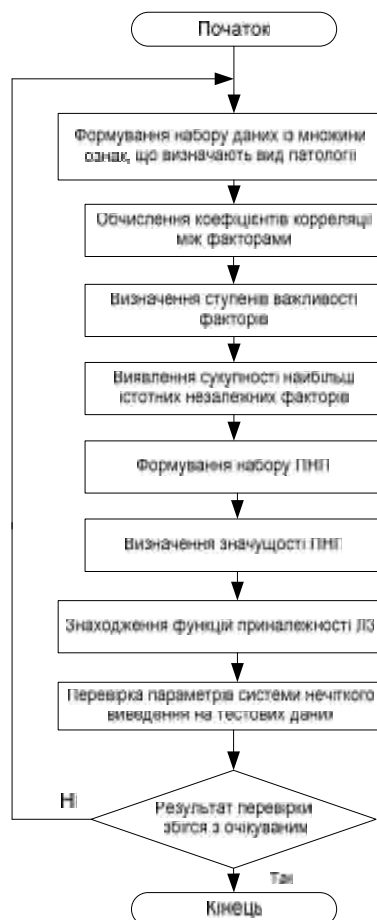 Початок
Формування набору даних із множини
ознак, що визначають вид патології
Обчислення коефіцієнтів корреляції
між факторами
Визначення ступенів важливості
факторів
Виявлення сукупності найбільш
істотних незалежних факторів
Формування набору ПНП
Визначення значущості ПНП
Знаходження функцій приналежності ЛЗ
Перевірка параметрів системи нечіткого
виведення на тестових даних
Ні
Результат перевірки
збігся з очікуваним
Так
Кінець